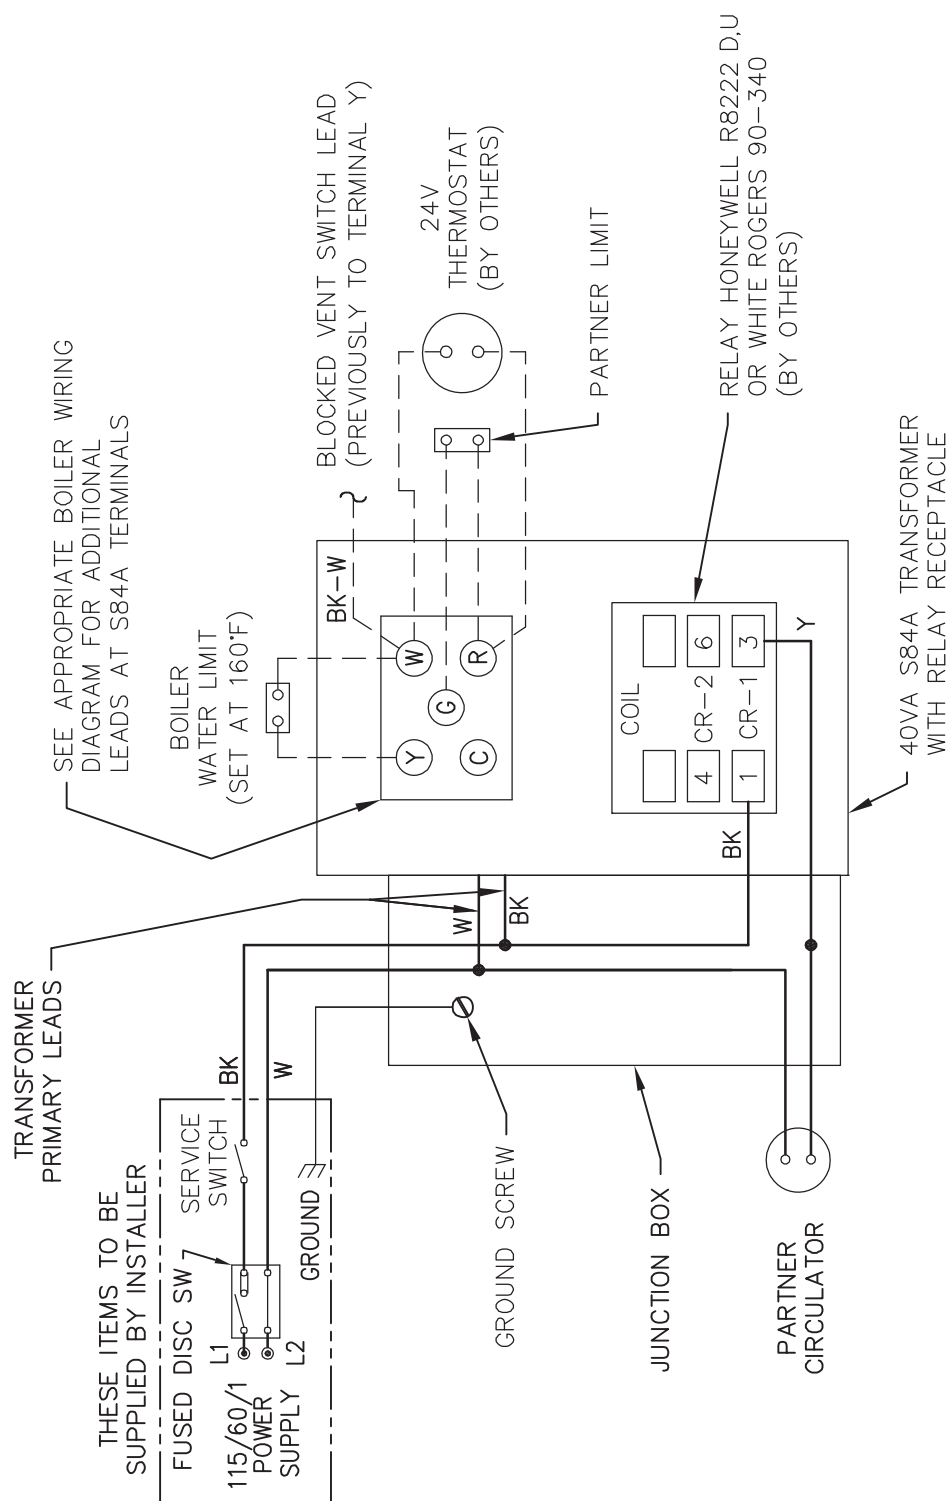 THESE ITEMS TO BE
SUPPLIED BY INSTALLER
FUSED DISC SW
SERVICE
SWITCH
L1
L2
115/60/1
POWER
SUPPLY
GROUND
TRANSFORMER
PRIMARY LEADS
BK
W
W
BK
GROUND SCREW
JUNCTION BOX
PARTNER
CIRCULATOR
SEE APPROPRIATE BOILER WIRING
DIAGRAM FOR ADDITIONAL
LEADS AT S84A TERMINALS
BOILER
WATER LIMIT
(SET AT 160°F)
BK-W
Y
W
G
C
R
BLOCKED VENT SWITCH LEAD
(PREVIOUSLY TO TERMINAL Y)
24V
THERMOSTAT
(BY OTHERS)
PARTNER LIMIT
COIL
4
CR-2
6
1
CR-1
3
BK
Y
RELAY HONEYWELL R8222 D,U
OR WHITE ROGERS 90-340
(BY OTHERS)
40VA S84A TRANSFORMER
WITH RELAY RECEPTACLE